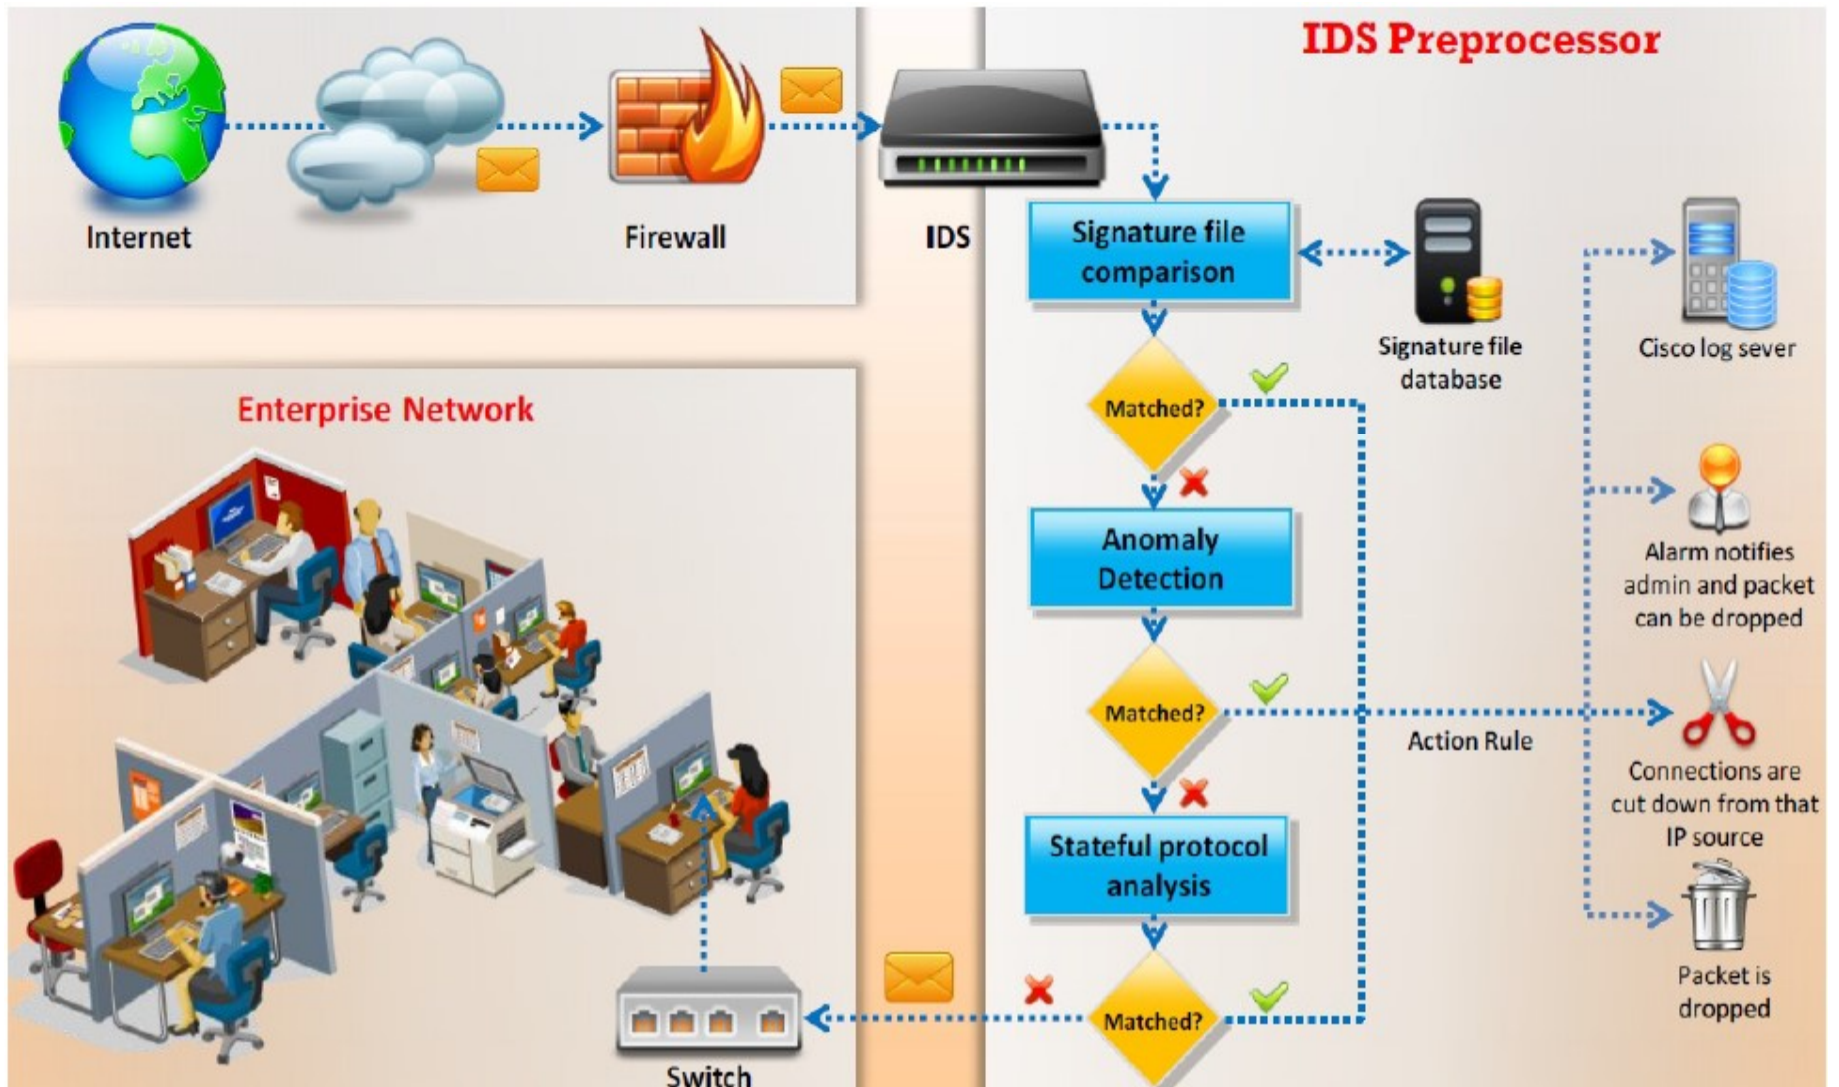 IDS Preprocessor
Internet
Firewall
IDS
Signature file
comparison
Signature file
database
Cisco log sever
Matched?
Enterprise Network
Anomaly
Detection
Alarm notifies
admin and packet
can be dropped
Matched?
Action Rule
Connections are
cut down from that
IP source
Stateful protocol
analysis
Packet is
dropped
Matched?
Switch